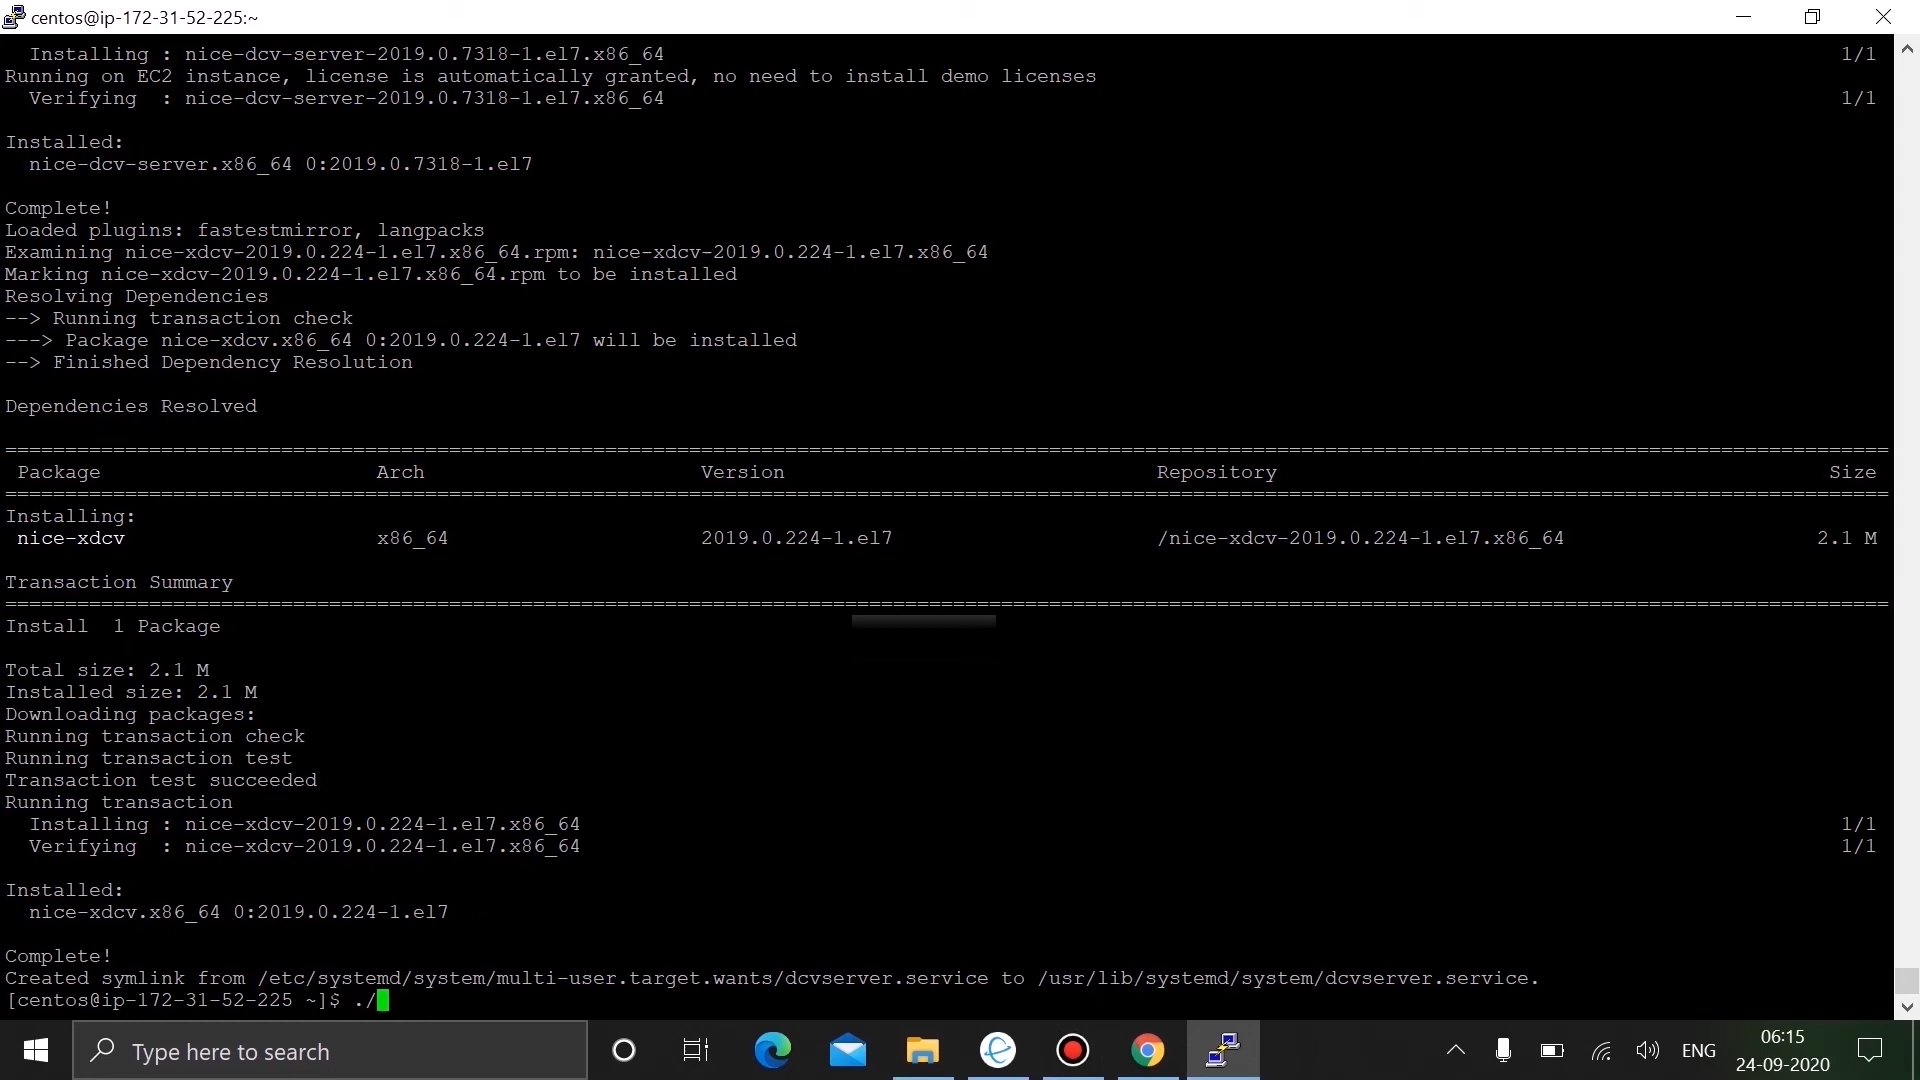 centos@ip-172-31-52-225:~
  Installing : nice-dcv-server-2019.0.7318-1.el7.x86_64 1/1
Running on EC2 instance, license is automatically granted, no need to install demo licenses
  Verifying  : nice-dcv-server-2019.0.7318-1.el7.x86_64 1/1
Installed:
  nice-dcv-server.x86_64 0:2019.0.7318-1.el7
Complete!
Loaded plugins: fastestmirror, langpacks
Examining nice-xdcv-2019.0.224-1.el7.x86_64.rpm: nice-xdcv-2019.0.224-1.el7.x86_64
Marking nice-xdcv-2019.0.224-1.el7.x86_64.rpm to be installed
Resolving Dependencies
--> Running transaction check
---> Package nice-xdcv.x86_64 0:2019.0.224-1.el7 will be installed
--> Finished Dependency Resolution
Dependencies Resolved
Package Arch Version Repository Size
Installing:
nice-xdcv x86_64 2019.0.224-1.el7 /nice-xdcv-2019.0.224-1.el7.x86_64 2.1 M
Transaction Summary
Install  1 Package
Total size: 2.1 M
Installed size: 2.1 M
Downloading packages:
Running transaction check
Running transaction test
Transaction test succeeded
Running transaction
  Installing : nice-xdcv-2019.0.224-1.el7.x86_64 1/1
  Verifying  : nice-xdcv-2019.0.224-1.el7.x86_64 1/1
Installed:
  nice-xdcv.x86_64 0:2019.0.224-1.el7
Complete!
Created symlink from /etc/systemd/system/multi-user.target.wants/dcvserver.service to /usr/lib/systemd/system/dcvserver.service.
[centos@ip-172-31-52-225 ~]$ ./
Type here to search
ENG
06:15
24-09-2020